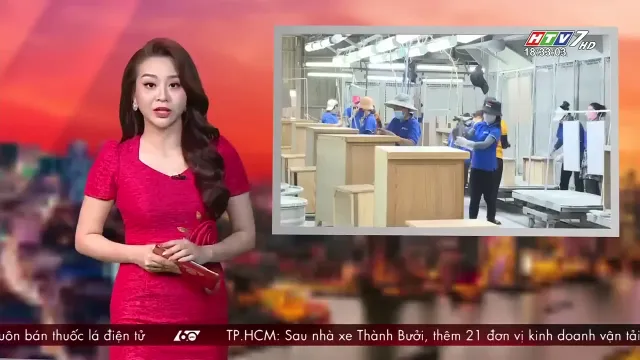 HTV7 HD
18:33:03
uôn bán thuốc lá điện tử 60 TP.HCM: Sau nhà xe Thành Bưởi, thêm 21 đơn vị kinh doanh vận tải